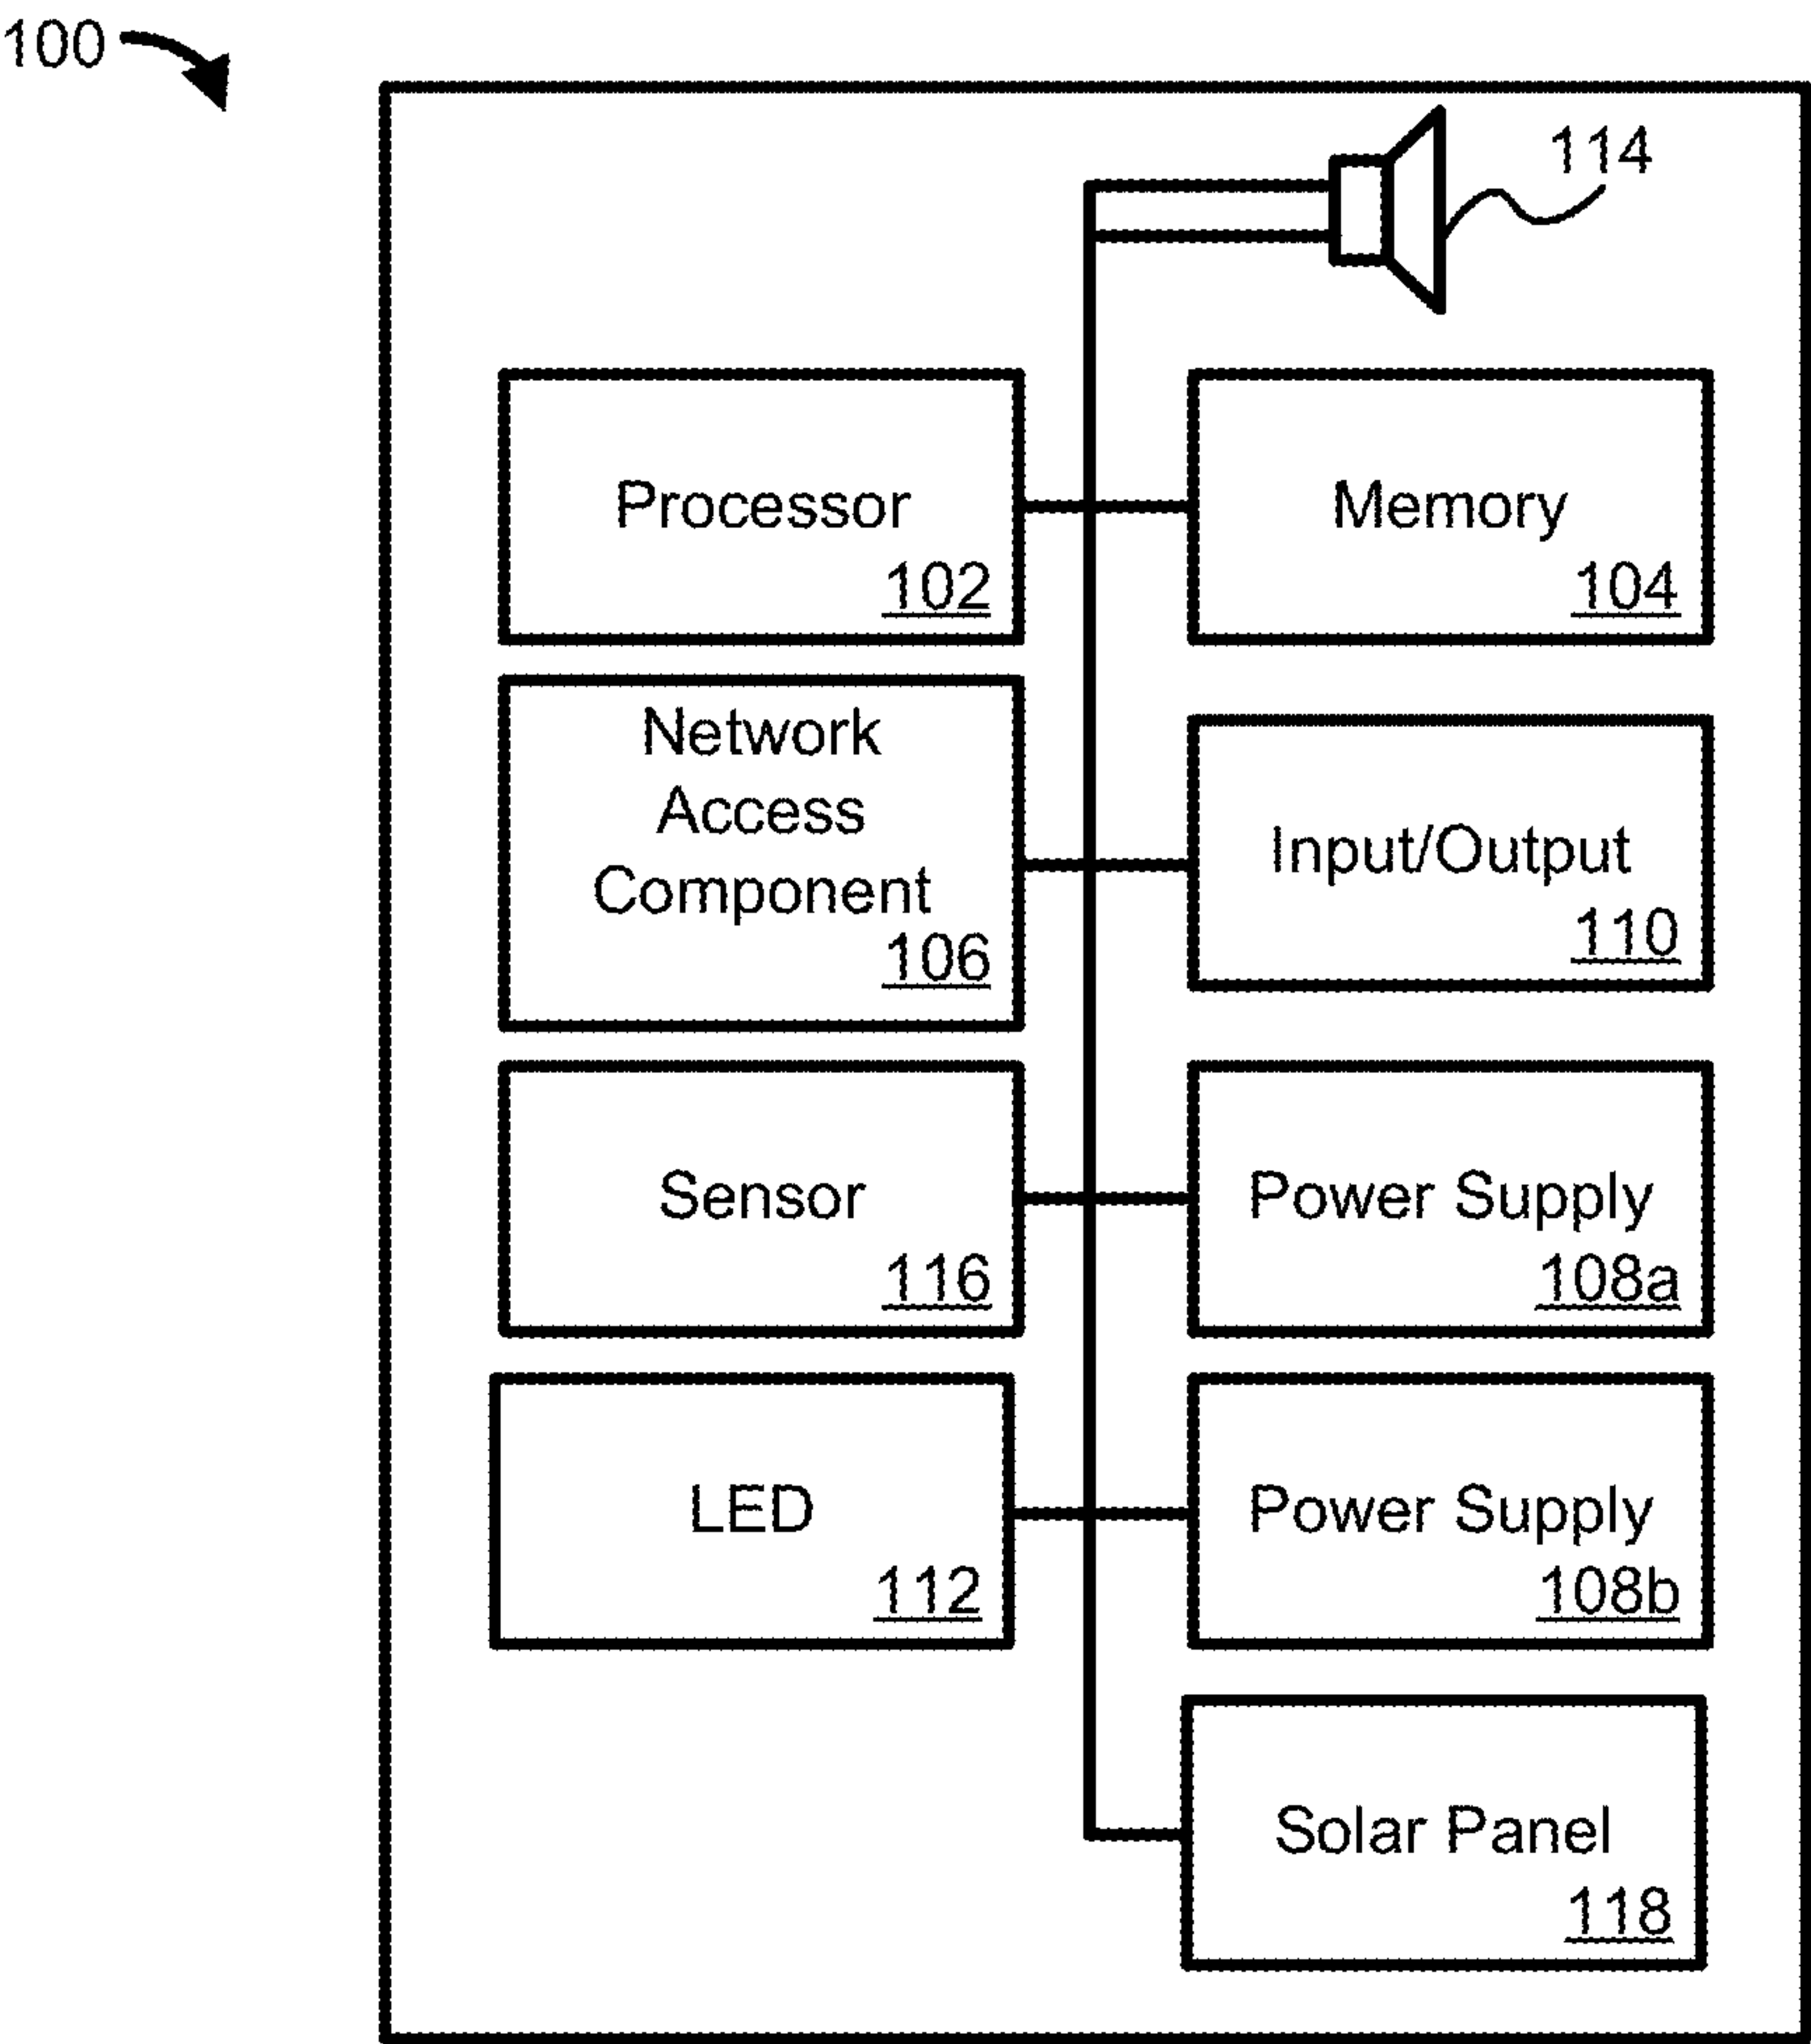 100
114
Processor
102
Memory
104
Network
Access
Component
106
Input/Output
110
Sensor
116
Power Supply
108a
LED
112
Power Supply
108b
Solar Panel
118